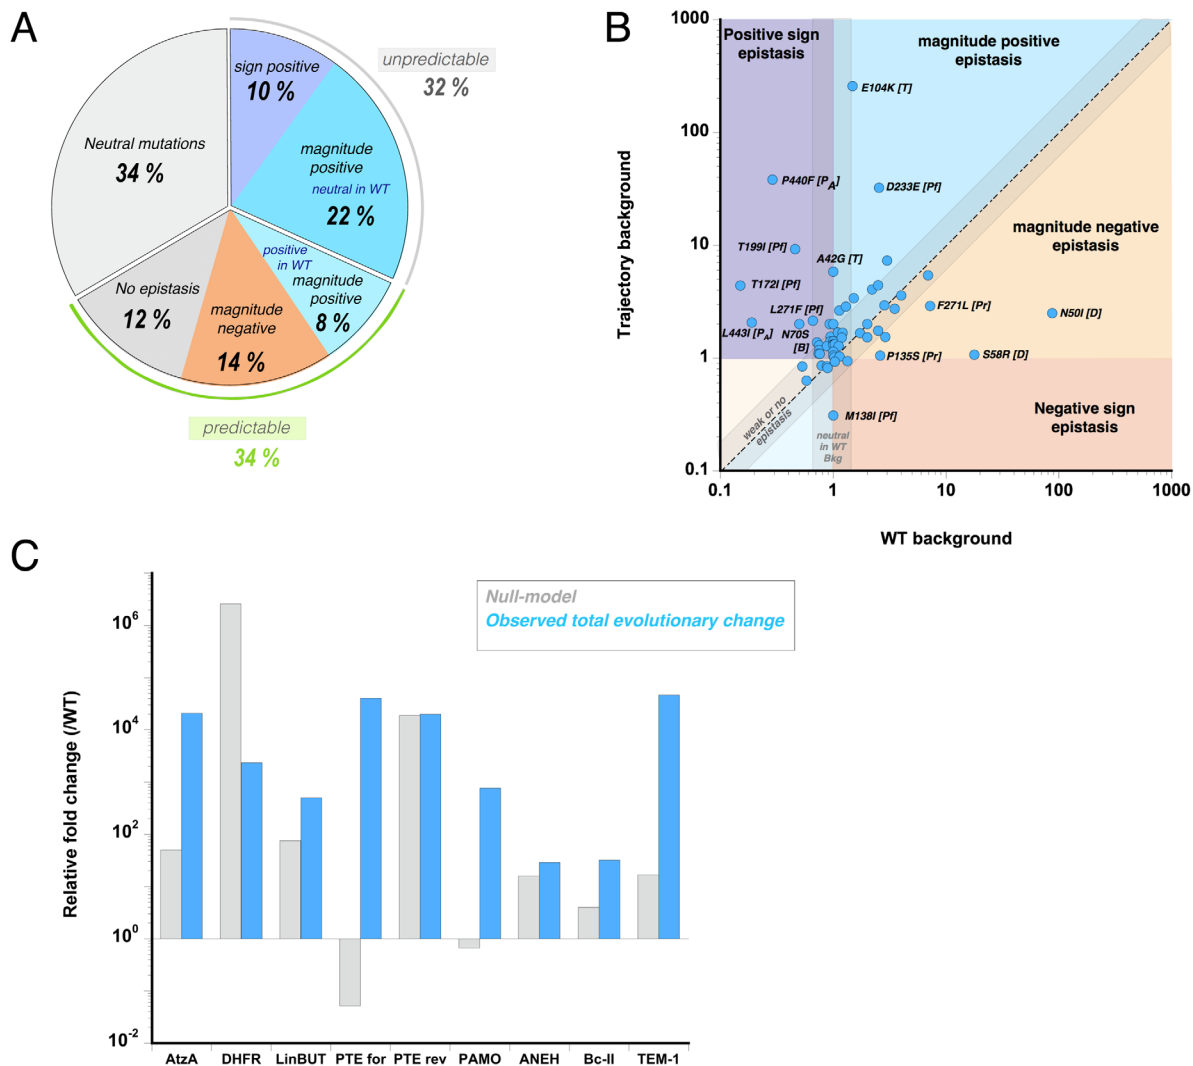 A
sign positive
10 %
unpredictable
32 %
Neutral mutations
34 %
magnitude
positive
neutral in WT
22 %
positive
in WT
magnitude
positive
8 %
No epistasis
12 %
magnitude
negative
14 %
predictable
34 %
B
Trajectory background
1000
100
10
1
0.1
Positive sign
epistasis
magnitude positive
epistasis
E104K [T]
P440F [PA]
D233E [Pf]
T199I [Pf]
A42G [T]
magnitude negative
epistasis
T172I [Pf]
L271F [Pf]
F271L [Pr]
N50I [D]
L443I [PA]
N70S
[B]
P135S [Pr]
S58R [D]
M138I [Pf]
Negative sign
epistasis
weak or no
epistasis
neutral
in WT
Bkg
0.1
1
10
100
1000
WT background
C
Relative fold change (/WT)
10^6
10^4
10^2
10^0
10^-2
Null-model
Observed total evolutionary change
AtzA
DHFR
LinBUT
PTE for
PTE rev
PAMO
ANEH
Bc-II
TEM-1